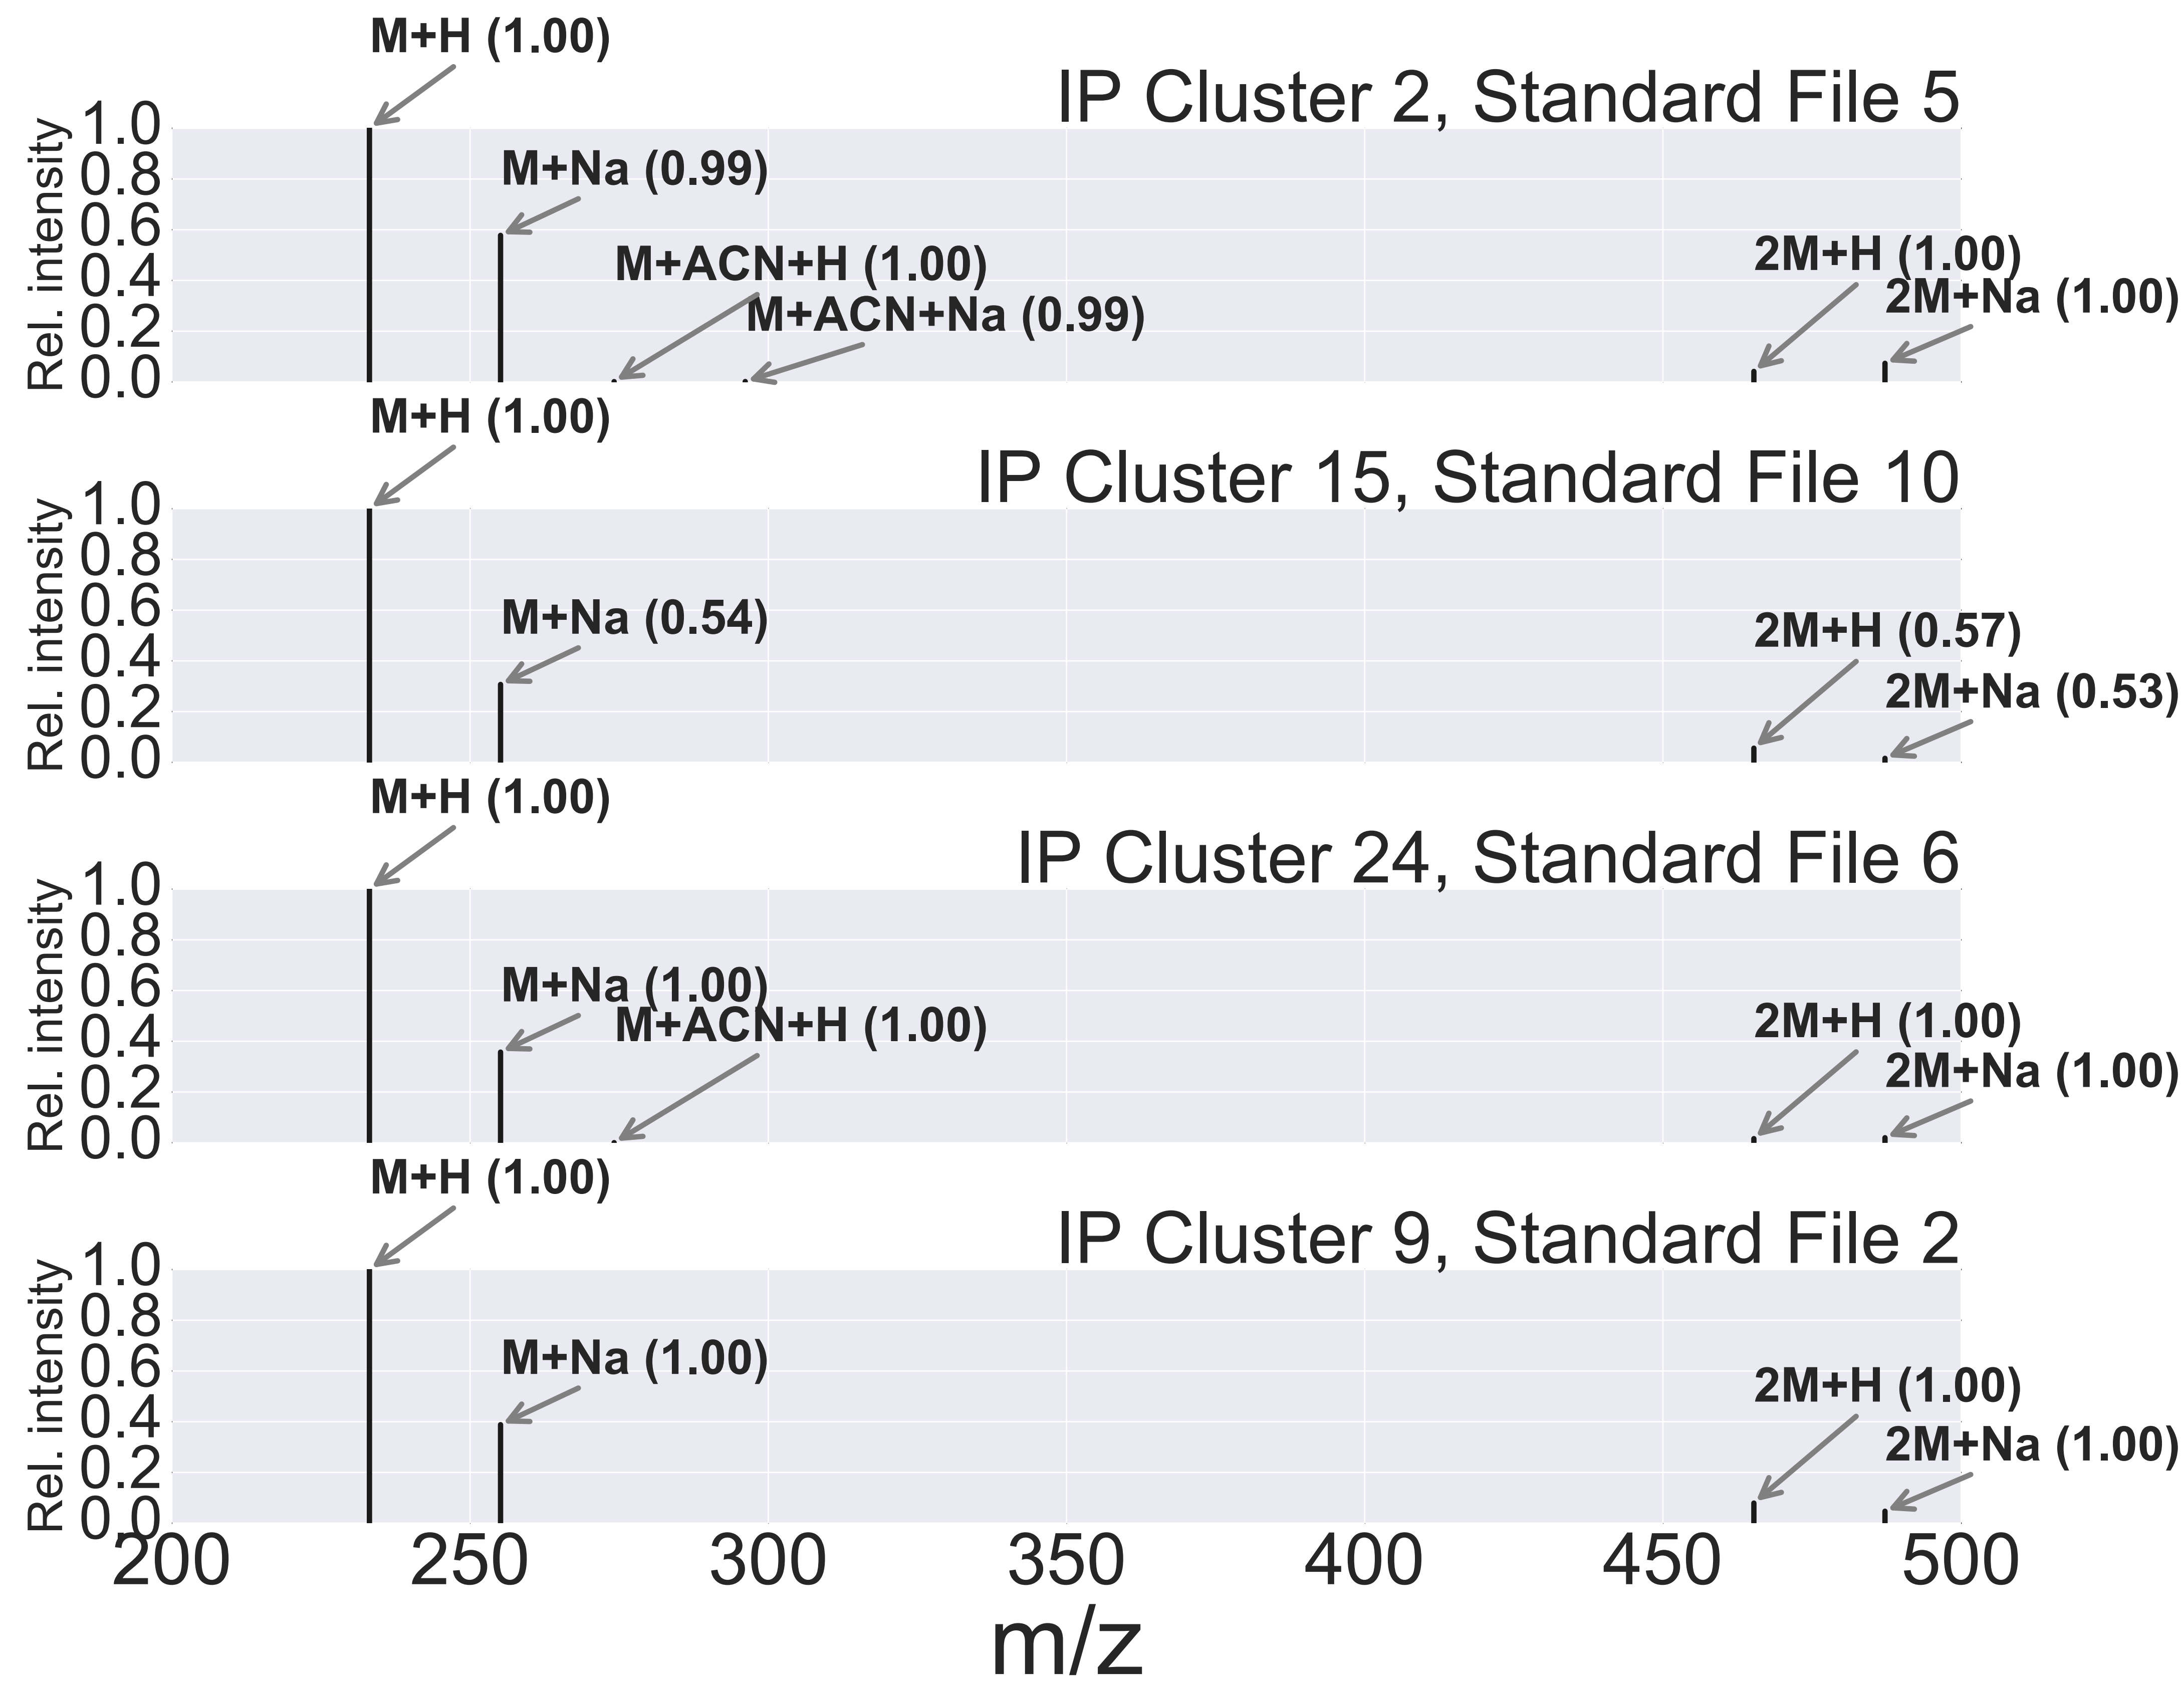 M+H (1.00)
IP Cluster 2, Standard File 5
Rel. intensity
1.0
0.8
0.6
0.4
0.2
0.0
M+Na (0.99)
M+ACN+H (1.00)
M+ACN+Na (0.99)
2M+H (1.00)
2M+Na (1.00)
M+H (1.00)
IP Cluster 15, Standard File 10
Rel. intensity
1.0
0.8
0.6
0.4
0.2
0.0
M+Na (0.54)
2M+H (0.57)
2M+Na (0.53)
M+H (1.00)
IP Cluster 24, Standard File 6
Rel. intensity
1.0
0.8
0.6
0.4
0.2
0.0
M+Na (1.00)
M+ACN+H (1.00)
2M+H (1.00)
2M+Na (1.00)
M+H (1.00)
IP Cluster 9, Standard File 2
Rel. intensity
1.0
0.8
0.6
0.4
0.2
0.0
M+Na (1.00)
2M+H (1.00)
2M+Na (1.00)
200 250 300 350 400 450 500
m/z